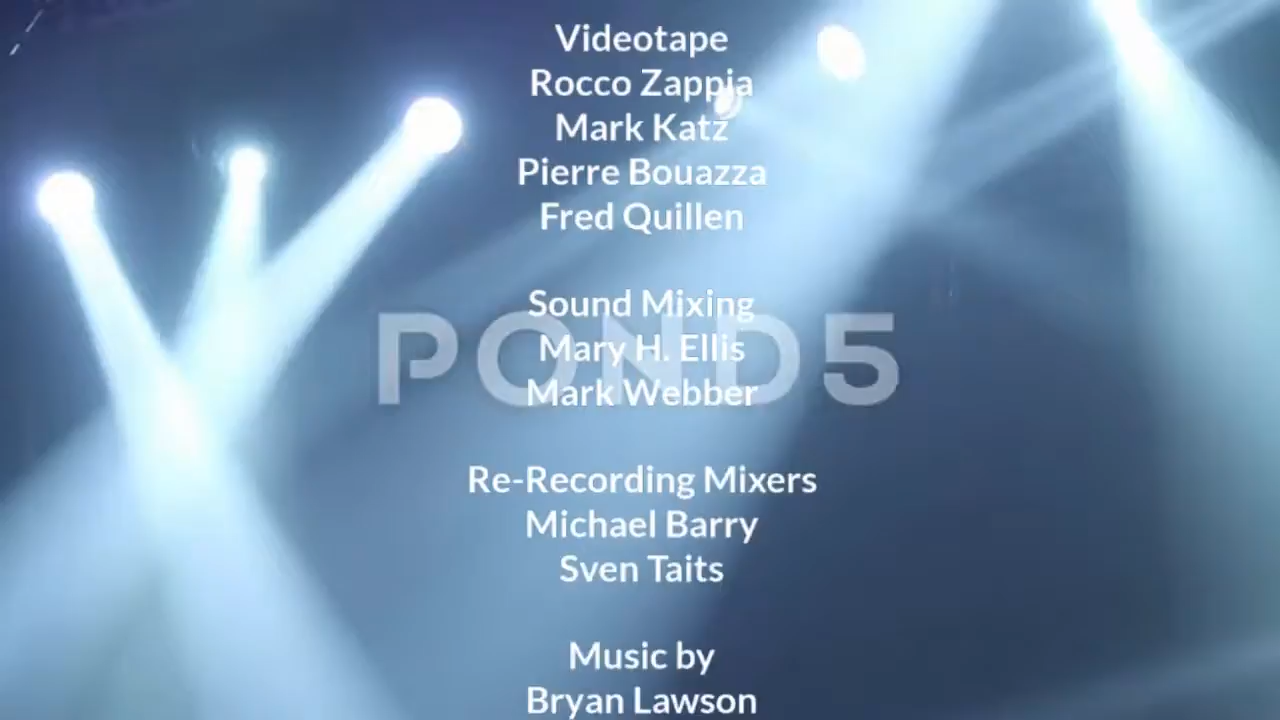 Videotape
Rocco Zappia
Mark Katz
Pierre Bouazza
Fred Quillen
Sound Mixing
Mary H. Ellis
POND5
Mark Webber
Re-Recording Mixers
Michael Barry
Sven Taits
Music by
Bryan Lawson